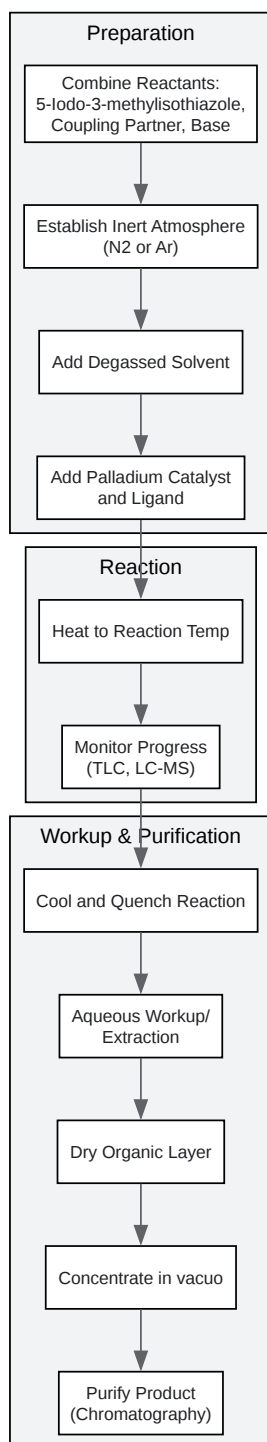 Preparation
Combine Reactants:
5-Iodo-3-methylisothiazole,
Coupling Partner, Base
Establish Inert Atmosphere
(N2 or Ar)
Add Degassed Solvent
Add Palladium Catalyst
and Ligand
Reaction
Heat to Reaction Temp
Monitor Progress
(TLC, LC-MS)
Workup & Purification
Cool and Quench Reaction
Aqueous Workup/
Extraction
Dry Organic Layer
Concentrate in vacuo
Purify Product
(Chromatography)